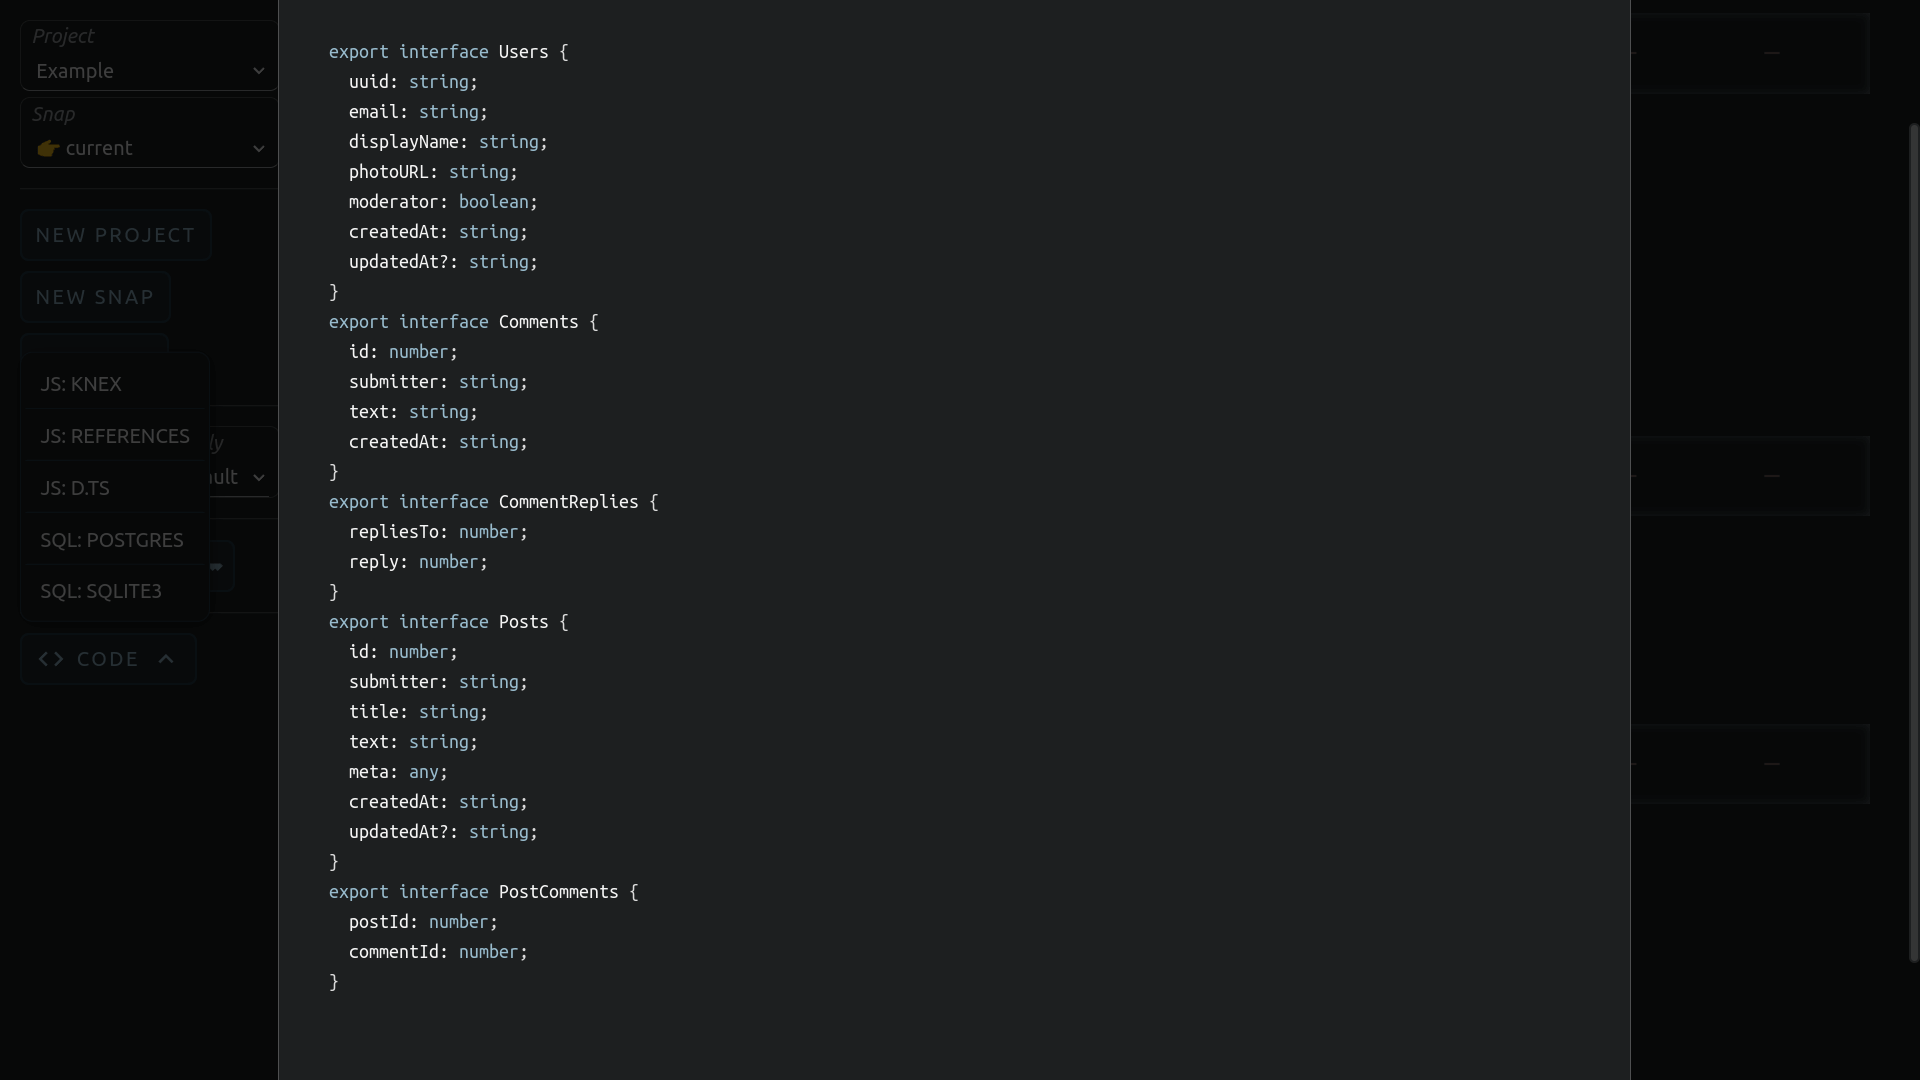 Project
Example
Snap
👉 current
NEW PROJECT
NEW SNAP
JS: KNEX
JS: REFERENCES
JS: D.TS
SQL: POSTGRES
SQL: SQLITE3
ly
ault
<> CODE
export interface Users {
  uuid: string;
  email: string;
  displayName: string;
  photoURL: string;
  moderator: boolean;
  createdAt: string;
  updatedAt?: string;
}
export interface Comments {
  id: number;
  submitter: string;
  text: string;
  createdAt: string;
}
export interface CommentReplies {
  repliesTo: number;
  reply: number;
}
export interface Posts {
  id: number;
  submitter: string;
  title: string;
  text: string;
  meta: any;
  createdAt: string;
  updatedAt?: string;
}
export interface PostComments {
  postId: number;
  commentId: number;
}